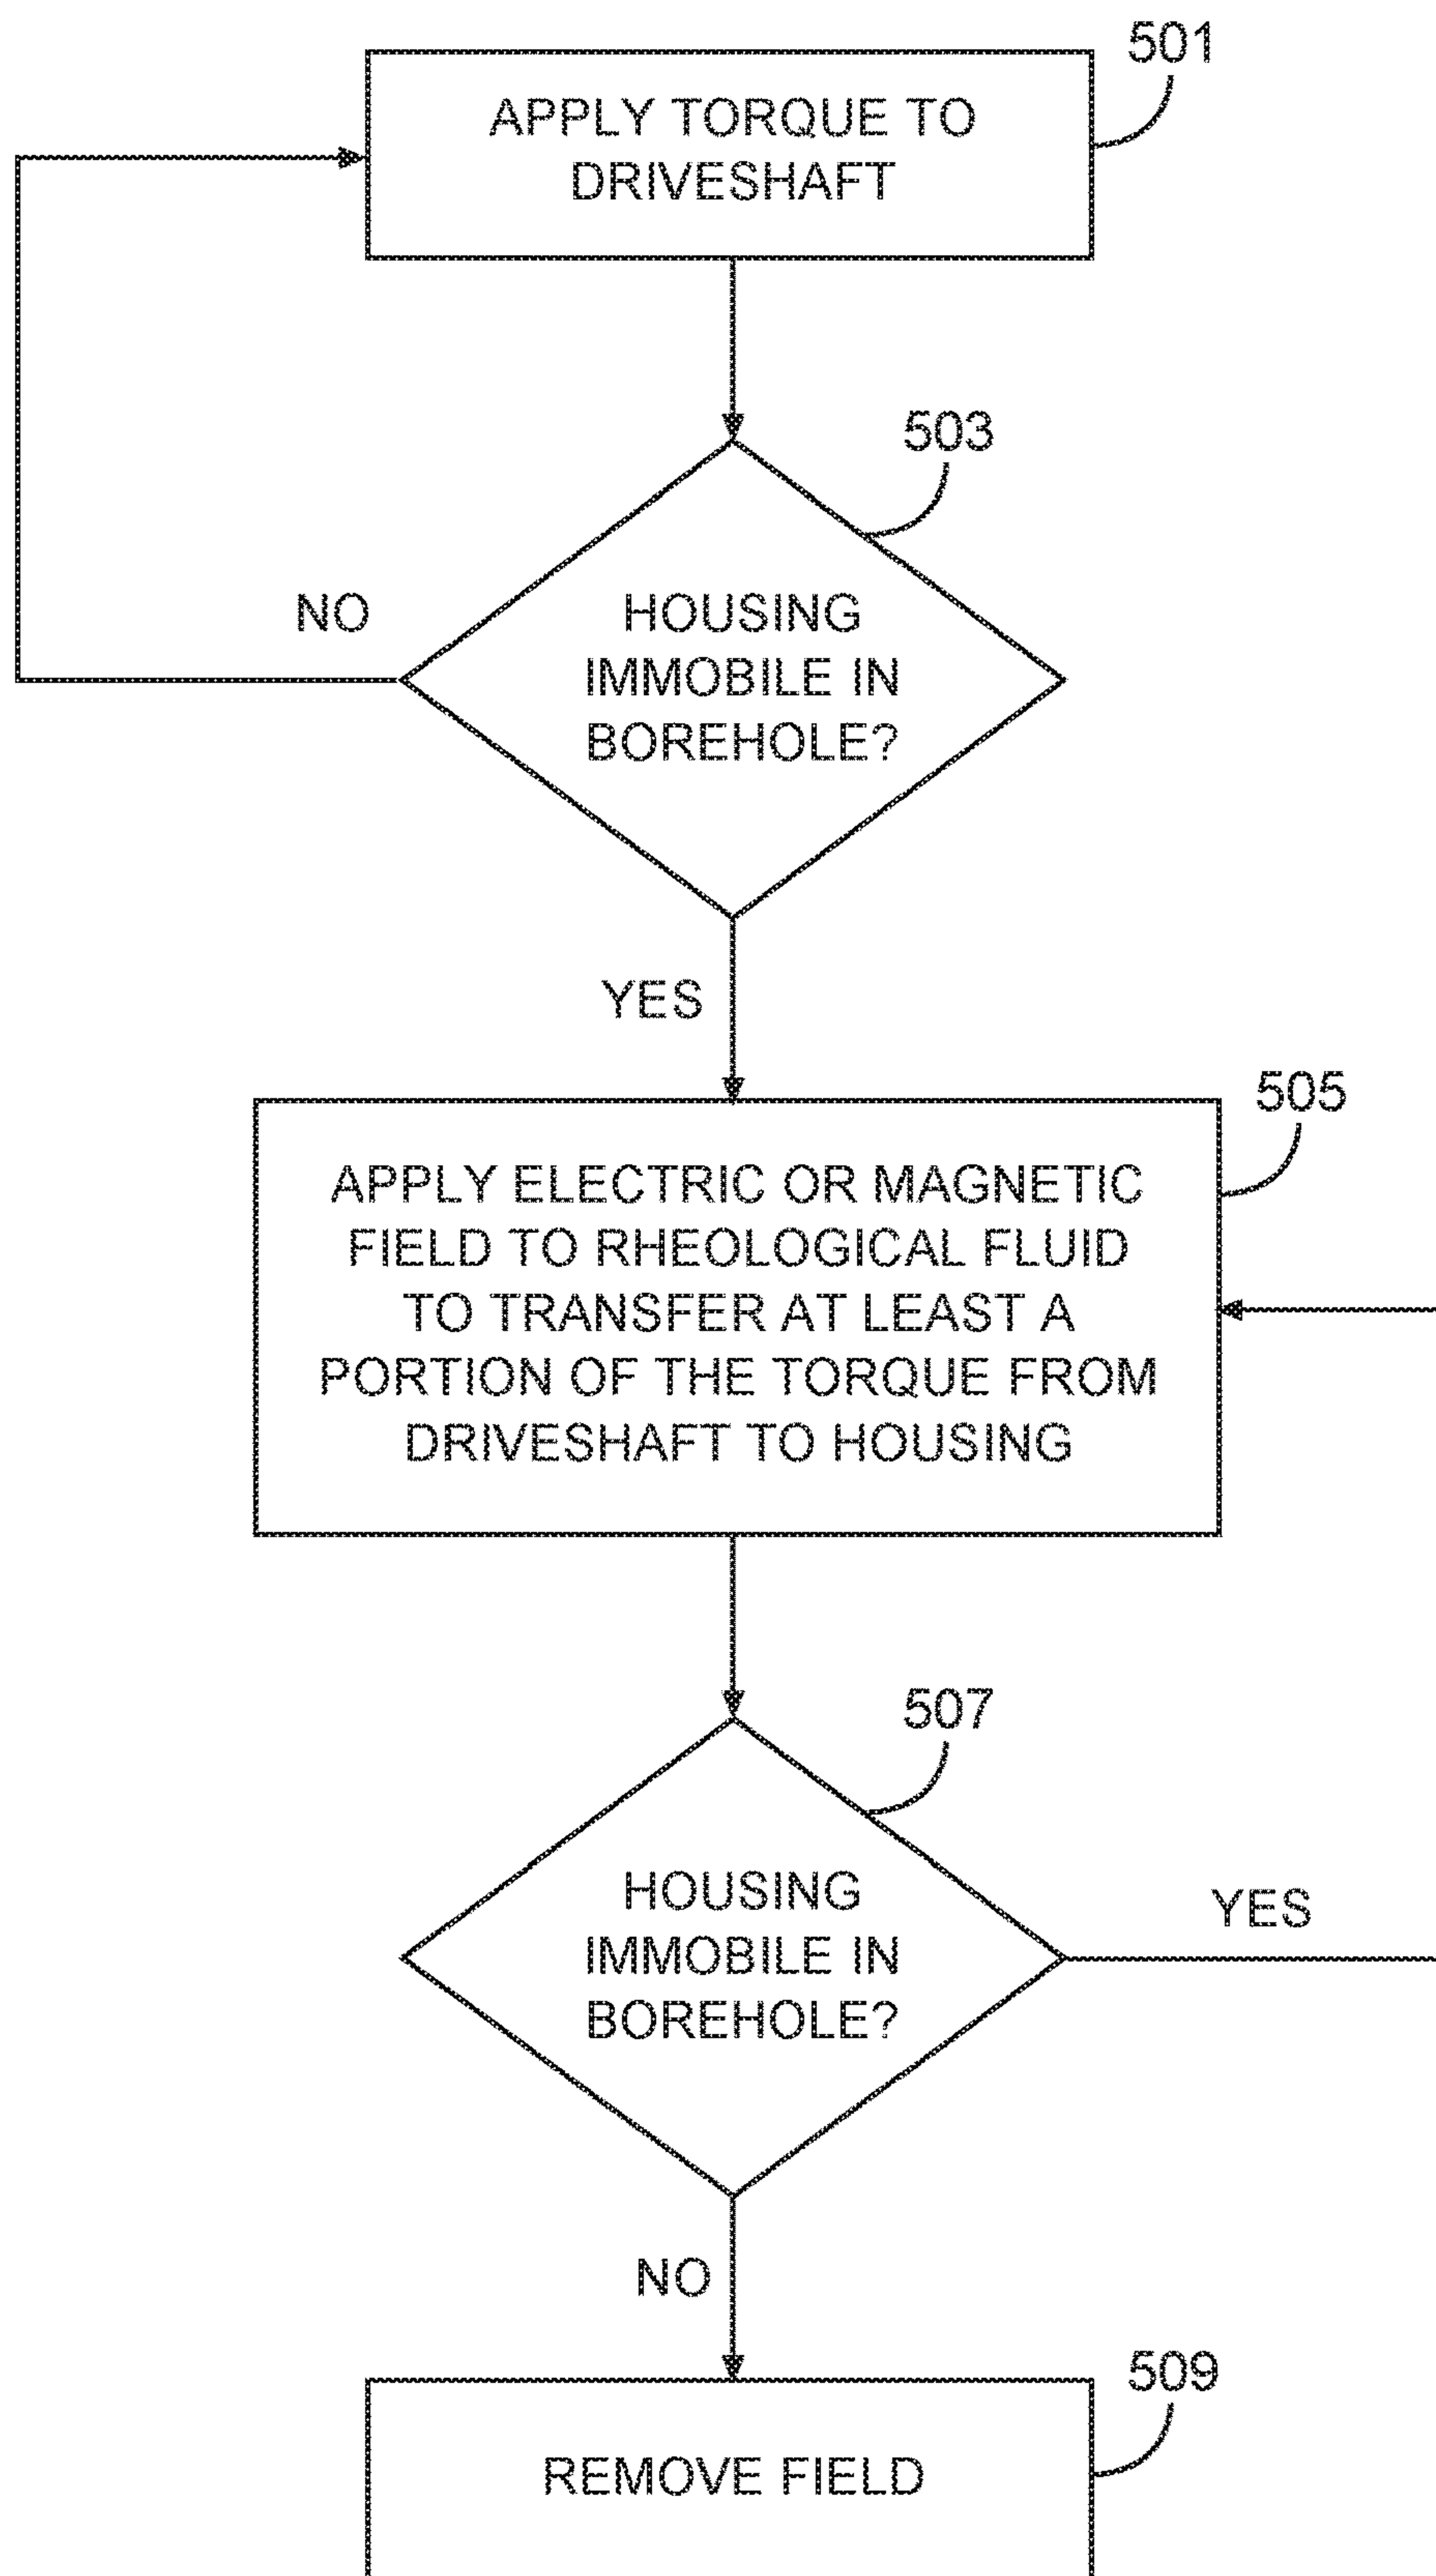 501
APPLY TORQUE TO
DRIVESHAFT
503
NO
HOUSING
IMMOBILE IN
BOREHOLE?
YES
505
APPLY ELECTRIC OR MAGNETIC
FIELD TO RHEOLOGICAL FLUID
TO TRANSFER AT LEAST A
PORTION OF THE TORQUE FROM
DRIVESHAFT TO HOUSING
507
HOUSING
IMMOBILE IN
BOREHOLE?
YES
NO
509
REMOVE FIELD